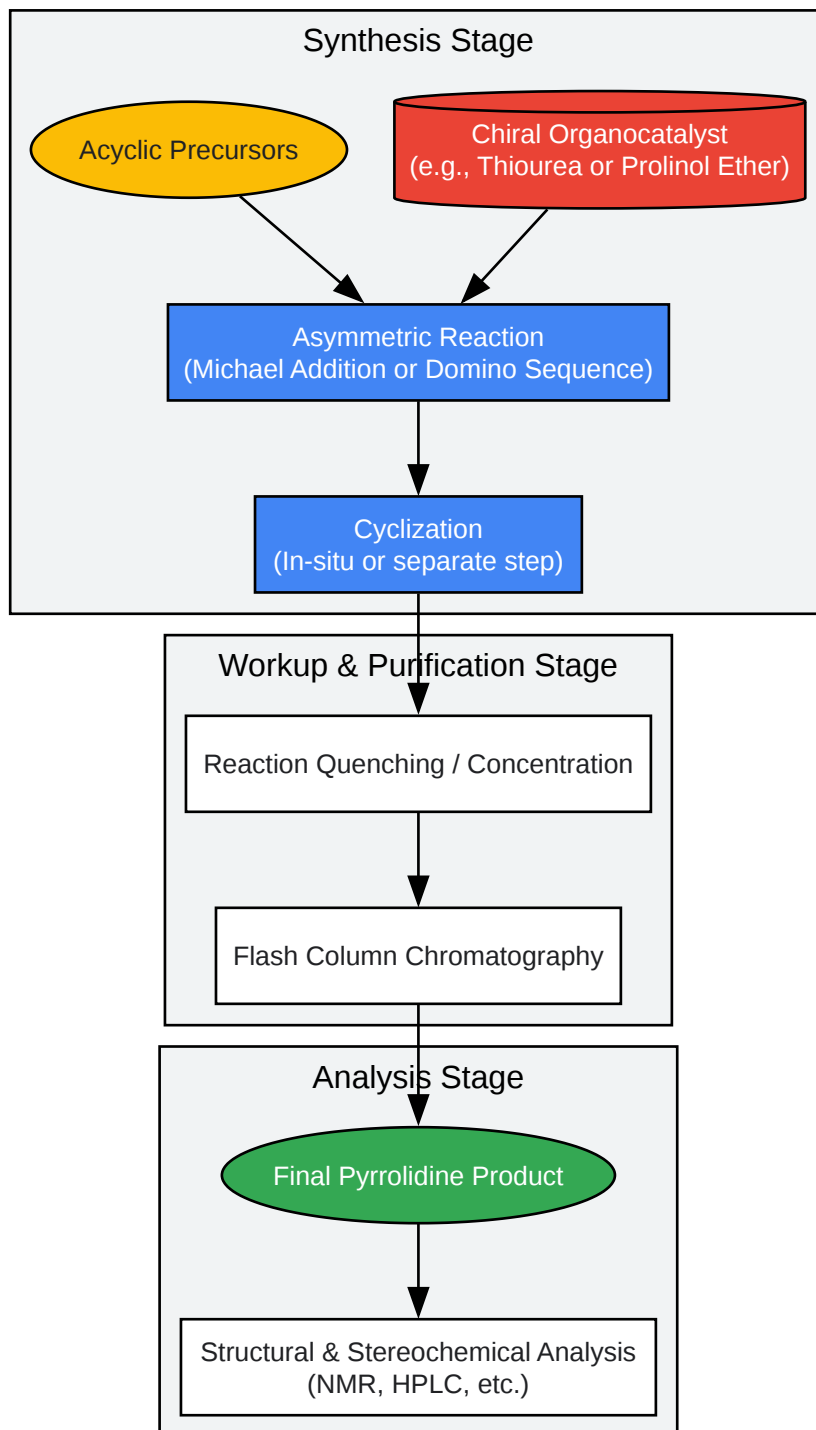 Synthesis Stage
Acyclic Precursors
Chiral Organocatalyst
(e.g., Thiourea or Prolinol Ether)
Asymmetric Reaction
(Michael Addition or Domino Sequence)
Cyclization
(In-situ or separate step)
Workup & Purification Stage
Reaction Quenching / Concentration
Flash Column Chromatography
Analysis Stage
Final Pyrrolidine Product
Structural & Stereochemical Analysis
(NMR, HPLC, etc.)